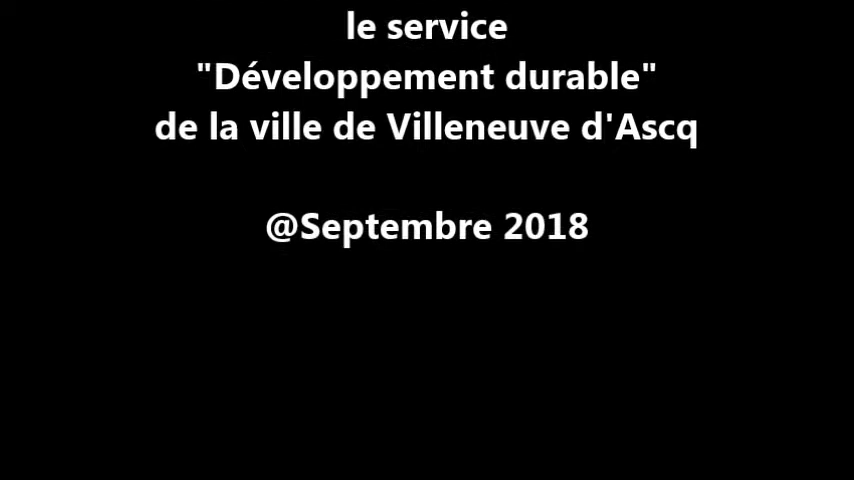 le service
"Développement durable"
de la ville de Villeneuve d'Ascq
@Septembre 2018